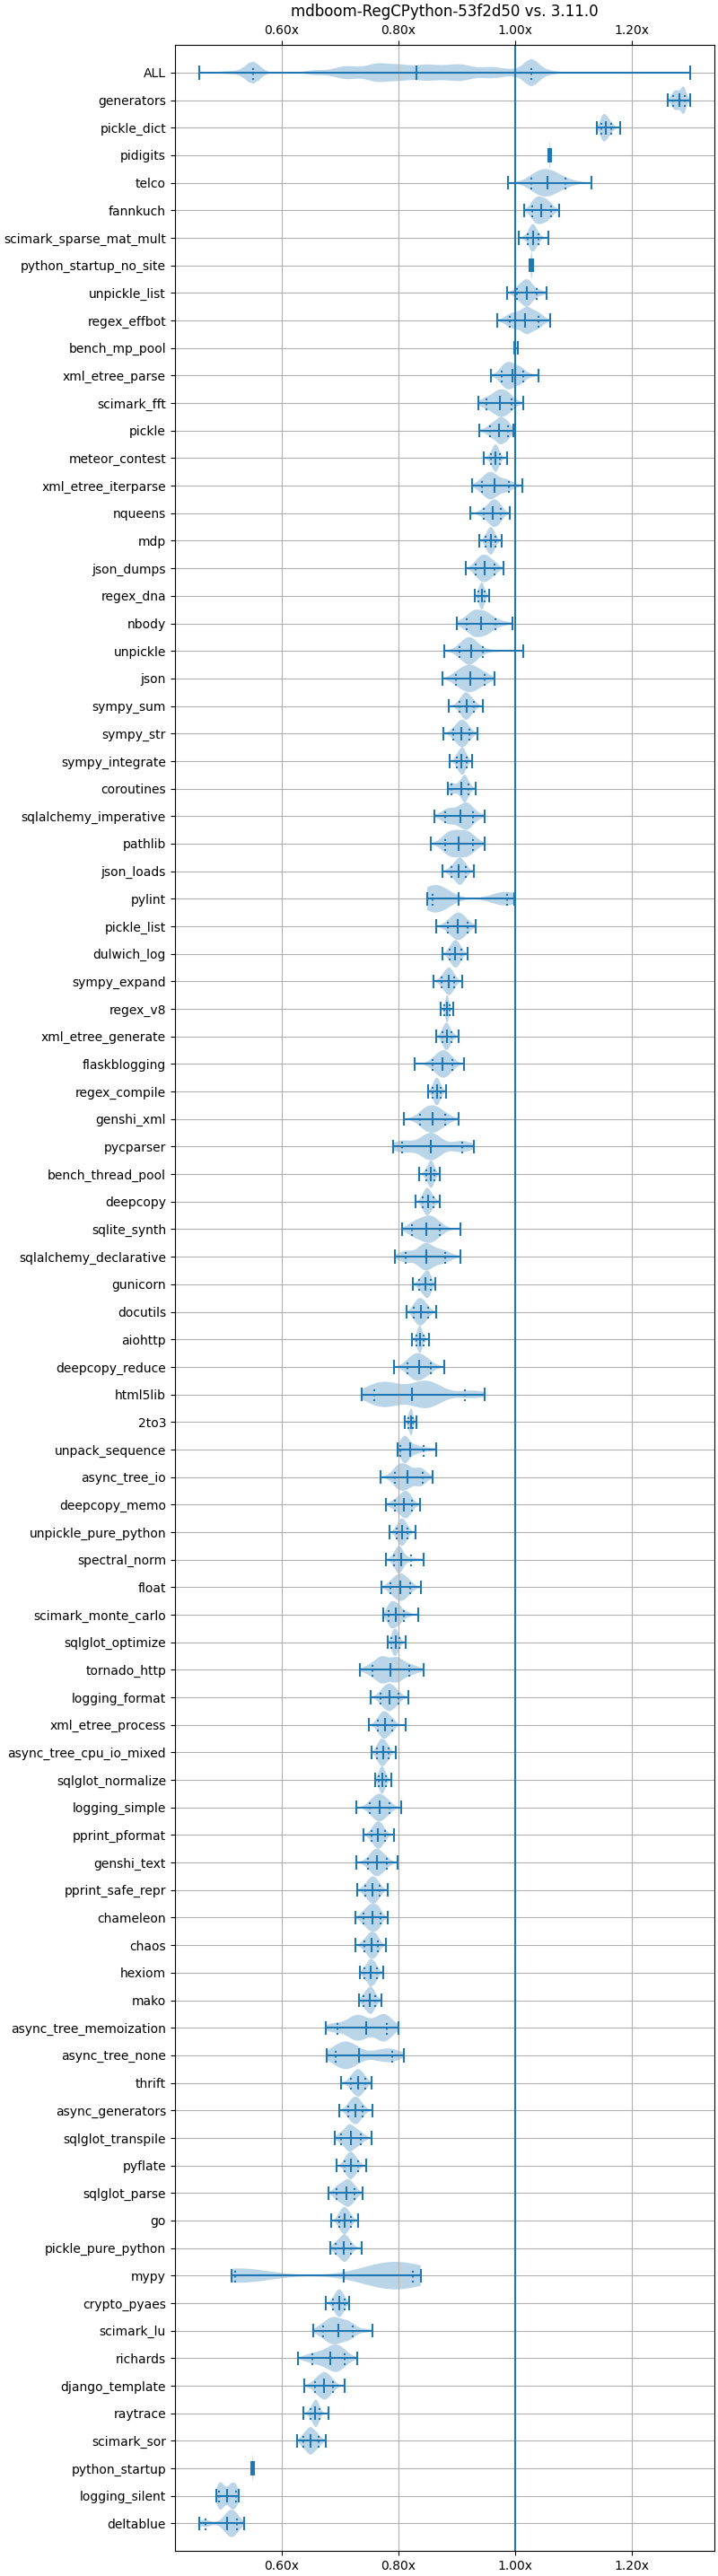 mdboom-RegCPython-53f2d50 vs. 3.11.0
0.60x 0.80x 1.00x 1.20x
ALL
generators
pickle_dict
pidigits
telco
fannkuch
scimark_sparse_mat_mult
python_startup_no_site
unpickle_list
regex_effbot
bench_mp_pool
xml_etree_parse
scimark_fft
pickle
meteor_contest
xml_etree_iterparse
nqueens
mdp
json_dumps
regex_dna
nbody
unpickle
json
sympy_sum
sympy_str
sympy_integrate
coroutines
sqlalchemy_imperative
pathlib
json_loads
pylint
pickle_list
dulwich_log
sympy_expand
regex_v8
xml_etree_generate
flaskblogging
regex_compile
genshi_xml
pycparser
bench_thread_pool
deepcopy
sqlite_synth
sqlalchemy_declarative
gunicorn
docutils
aiohttp
deepcopy_reduce
html5lib
2to3
unpack_sequence
async_tree_io
deepcopy_memo
unpickle_pure_python
spectral_norm
float
scimark_monte_carlo
sqlglot_optimize
tornado_http
logging_format
xml_etree_process
async_tree_cpu_io_mixed
sqlglot_normalize
logging_simple
pprint_pformat
genshi_text
pprint_safe_repr
chameleon
chaos
hexiom
mako
async_tree_memoization
async_tree_none
thrift
async_generators
sqlglot_transpile
pyflate
sqlglot_parse
go
pickle_pure_python
mypy
crypto_pyaes
scimark_lu
richards
django_template
raytrace
scimark_sor
python_startup
logging_silent
deltablue
0.60x 0.80x 1.00x 1.20x